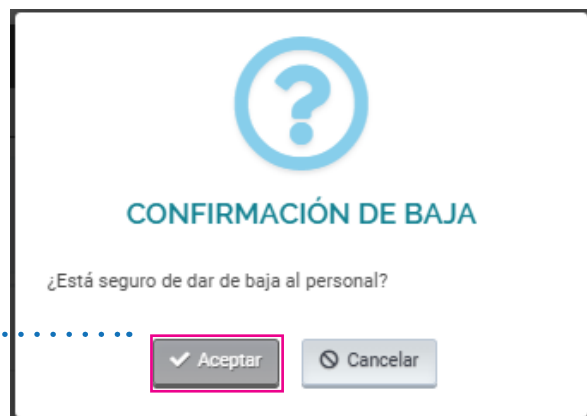 CONFIRMACIÓN DE BAJA
¿Está seguro de dar de baja al personal?
Aceptar
Cancelar